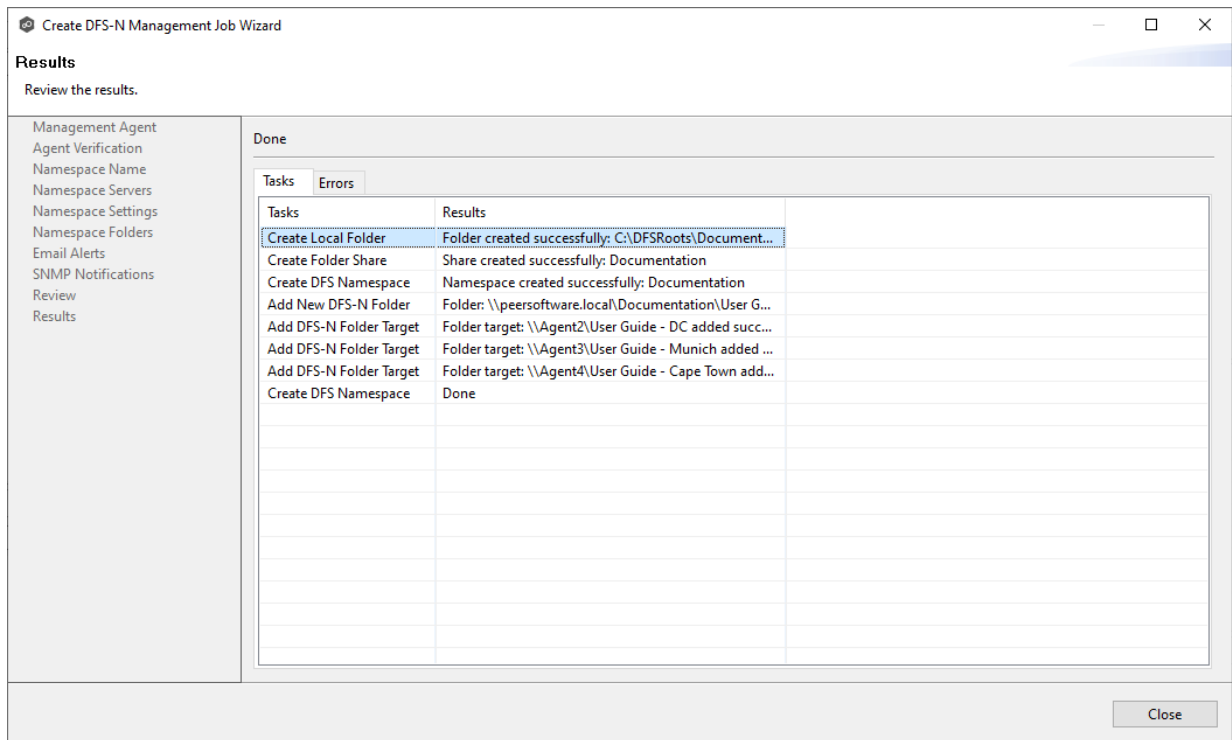 Create DFS-N Management Job Wizard
Results
Review the results.
Management Agent
Agent Verification
Namespace Name
Namespace Servers
Namespace Settings
Namespace Folders
Email Alerts
SNMP Notifications
Review
Results
Done
Tasks Errors
Tasks Results
Create Local Folder Folder created successfully: C:\DFSRoots\Document...
Create Folder Share Share created successfully: Documentation
Create DFS Namespace Namespace created successfully: Documentation
Add New DFS-N Folder Folder: \\peersoftware.local\Documentation\User G...
Add DFS-N Folder Target Folder target: \\Agent2\User Guide - DC added succ...
Add DFS-N Folder Target Folder target: \\Agent3\User Guide - Munich added ...
Add DFS-N Folder Target Folder target: \\Agent4\User Guide - Cape Town add...
Create DFS Namespace Done
Close